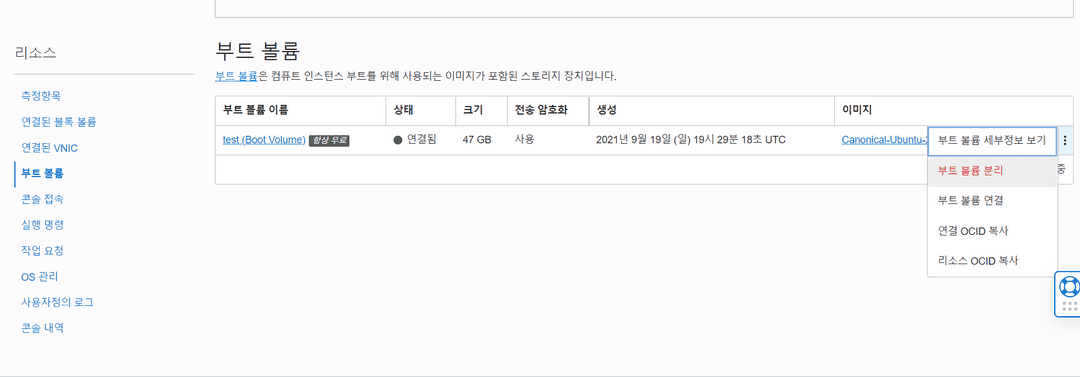 리소스
측정항목
연결된 블록 볼륨
연결된 VNIC
부트 볼륨
콘솔 접속
실행 명령
작업 요청
OS 관리
사용자정의 로그
콘솔 내역
부트 볼륨
부트 볼륨은 컴퓨트 인스턴스 부트를 위해 사용되는 이미지가 포함된 스토리지 장치입니다.
부트 볼륨 이름 상태 크기 전송 암호화 생성 이미지
test (Boot Volume) 항상 무료 연결됨 47 GB 사용 2021년 9월 19일 (일) 19시 29분 18초 UTC Canonical-Ubuntu-
중
부트 볼륨 세부정보 보기
부트 볼륨 분리
부트 볼륨 연결
연결 OCID 복사
리소스 OCID 복사